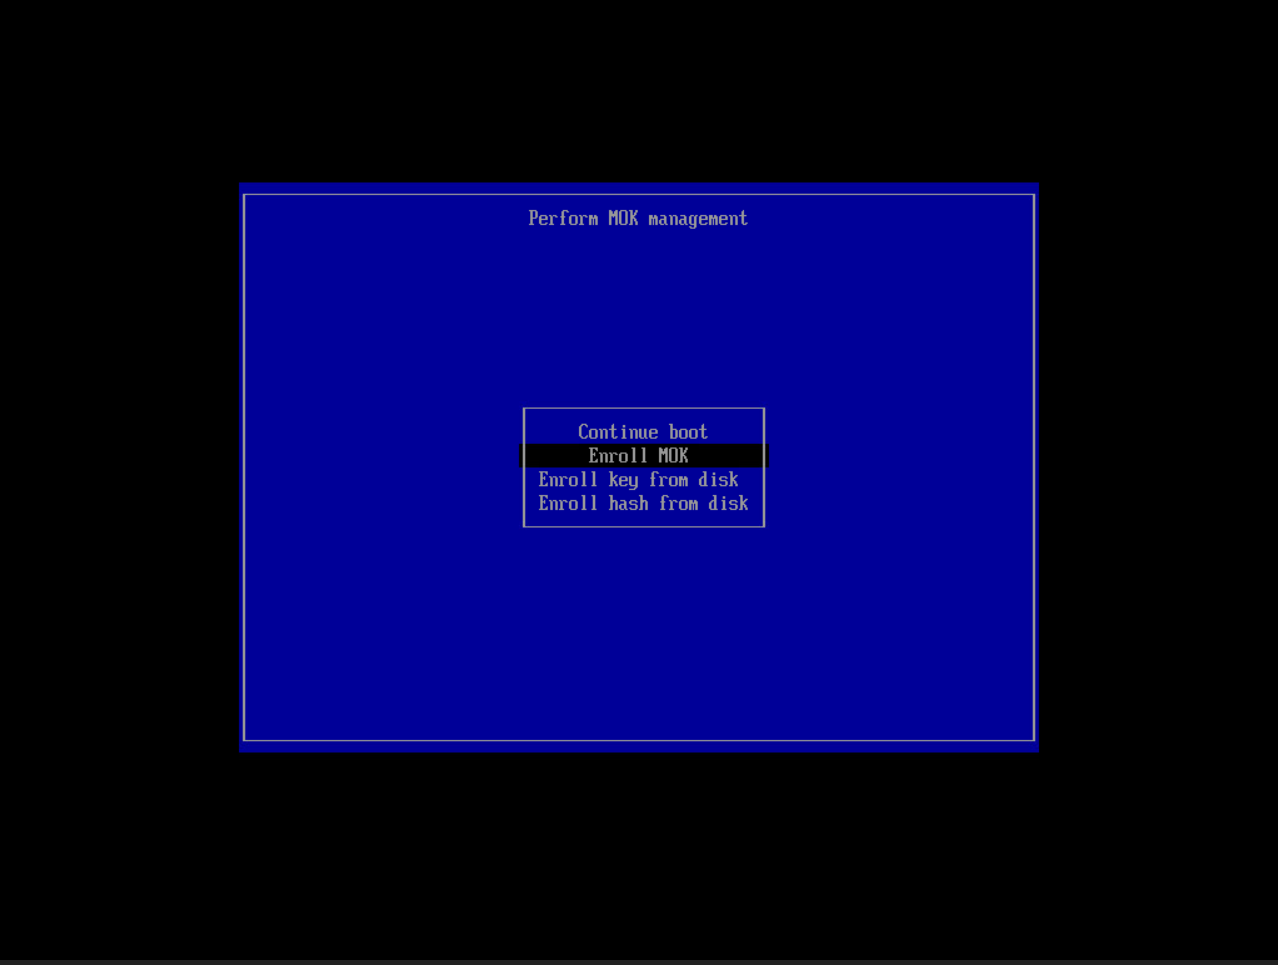 Perform MOK management
Continue boot
Enroll MOK
Enroll key from disk
Enroll hash from disk